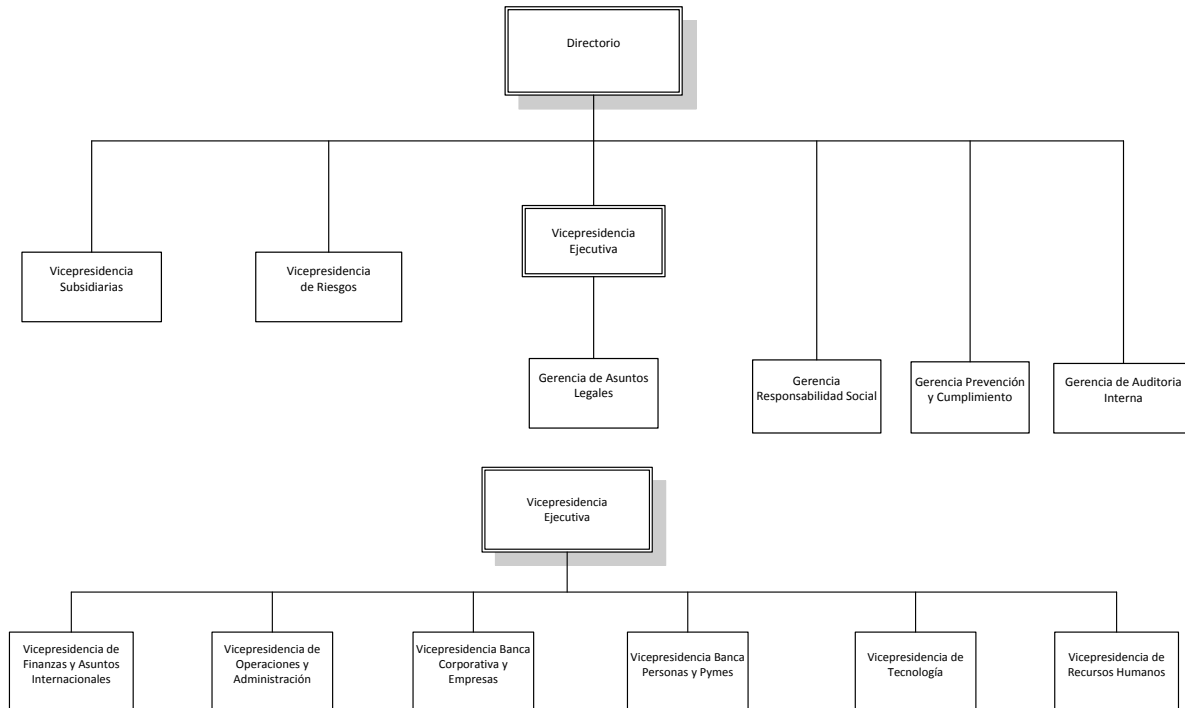 Directorio
Vicepresidencia
Ejecutiva
Vicepresidencia
Subsidiarias
Vicepresidencia
de Riesgos
Gerencia de Asuntos
Legales
Gerencia
Responsabilidad Social
Gerencia Prevención
y Cumplimiento
Gerencia de Auditoria
Interna
Vicepresidencia
Ejecutiva
Vicepresidencia de
Finanzas y Asuntos
Internacionales
Vicepresidencia de
Operaciones y
Administración
Vicepresidencia Banca
Corporativa y
Empresas
Vicepresidencia Banca
Personas y Pymes
Vicepresidencia de
Tecnología
Vicepresidencia de
Recursos Humanos